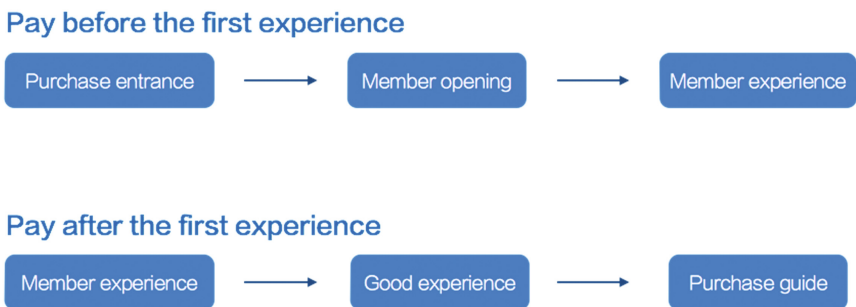 Pay before the first experience
Purchase entrance
Member opening
Member experience
Pay after the first experience
Member experience
Good experience
Purchase guide